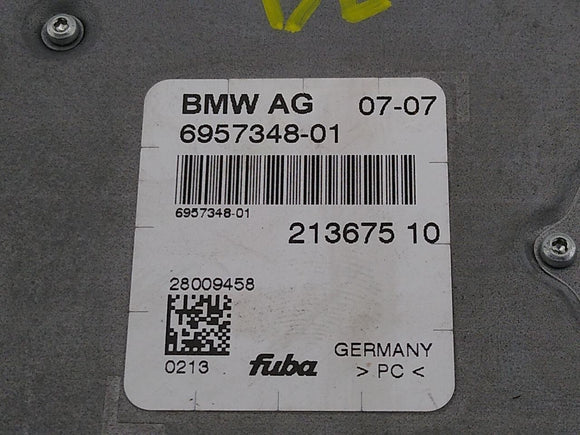 BMW AG 07-07
6957348-01
6957348-01
213675 10
28009458
0213 fuba GERMANY
> PC <